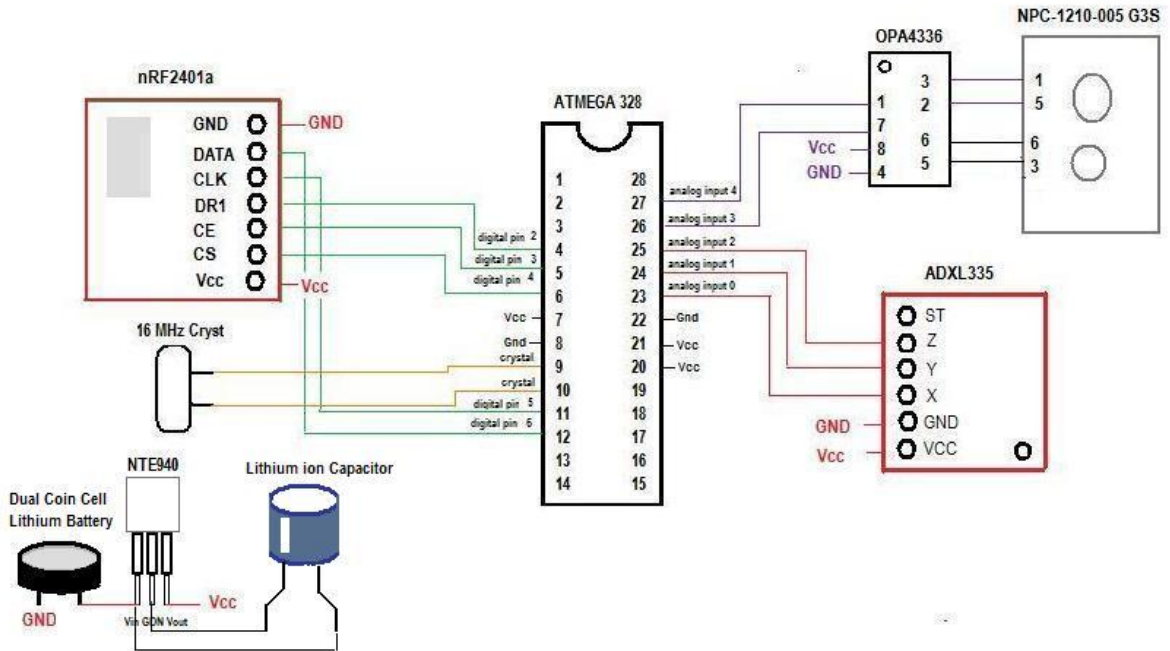 NPC-1210-005 G3S
OPA4336
nRF2401a
ATMEGA 328
GND
GND
DATA
CLK
DR1
CE
CS
Vcc
Vcc
3
2
6
5
1
7
8
4
Vcc
GND
1
5
6
3
1
2
3
4
5
6
7
8
9
10
11
12
13
14
28
27
26
25
24
23
22
21
20
19
18
17
16
15
analog input 4
analog input 3
analog input 2
analog input 1
analog input 0
Gnd
Vcc
Vcc
digital pin 2
digital pin 3
digital pin 4
Vcc
Gnd
crystal
crystal
digital pin 5
digital pin 6
16 MHz Cryst
ADXL335
ST
Z
Y
X
GND
VCC
GND
Vcc
NTE940
Lithium ion Capacitor
Dual Coin Cell
Lithium Battery
GND
Vcc
Vin GDN Vout